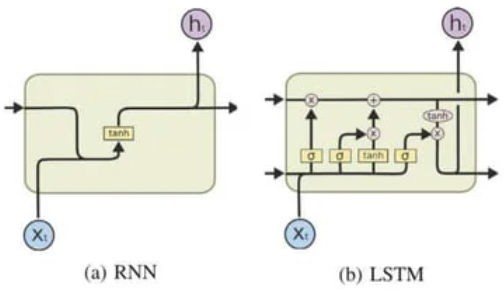 hₜ
hₜ
x
+
tanh
tanh
x
x
σ
σ
tanh
σ
Xₜ
Xₜ
(a) RNN
(b) LSTM